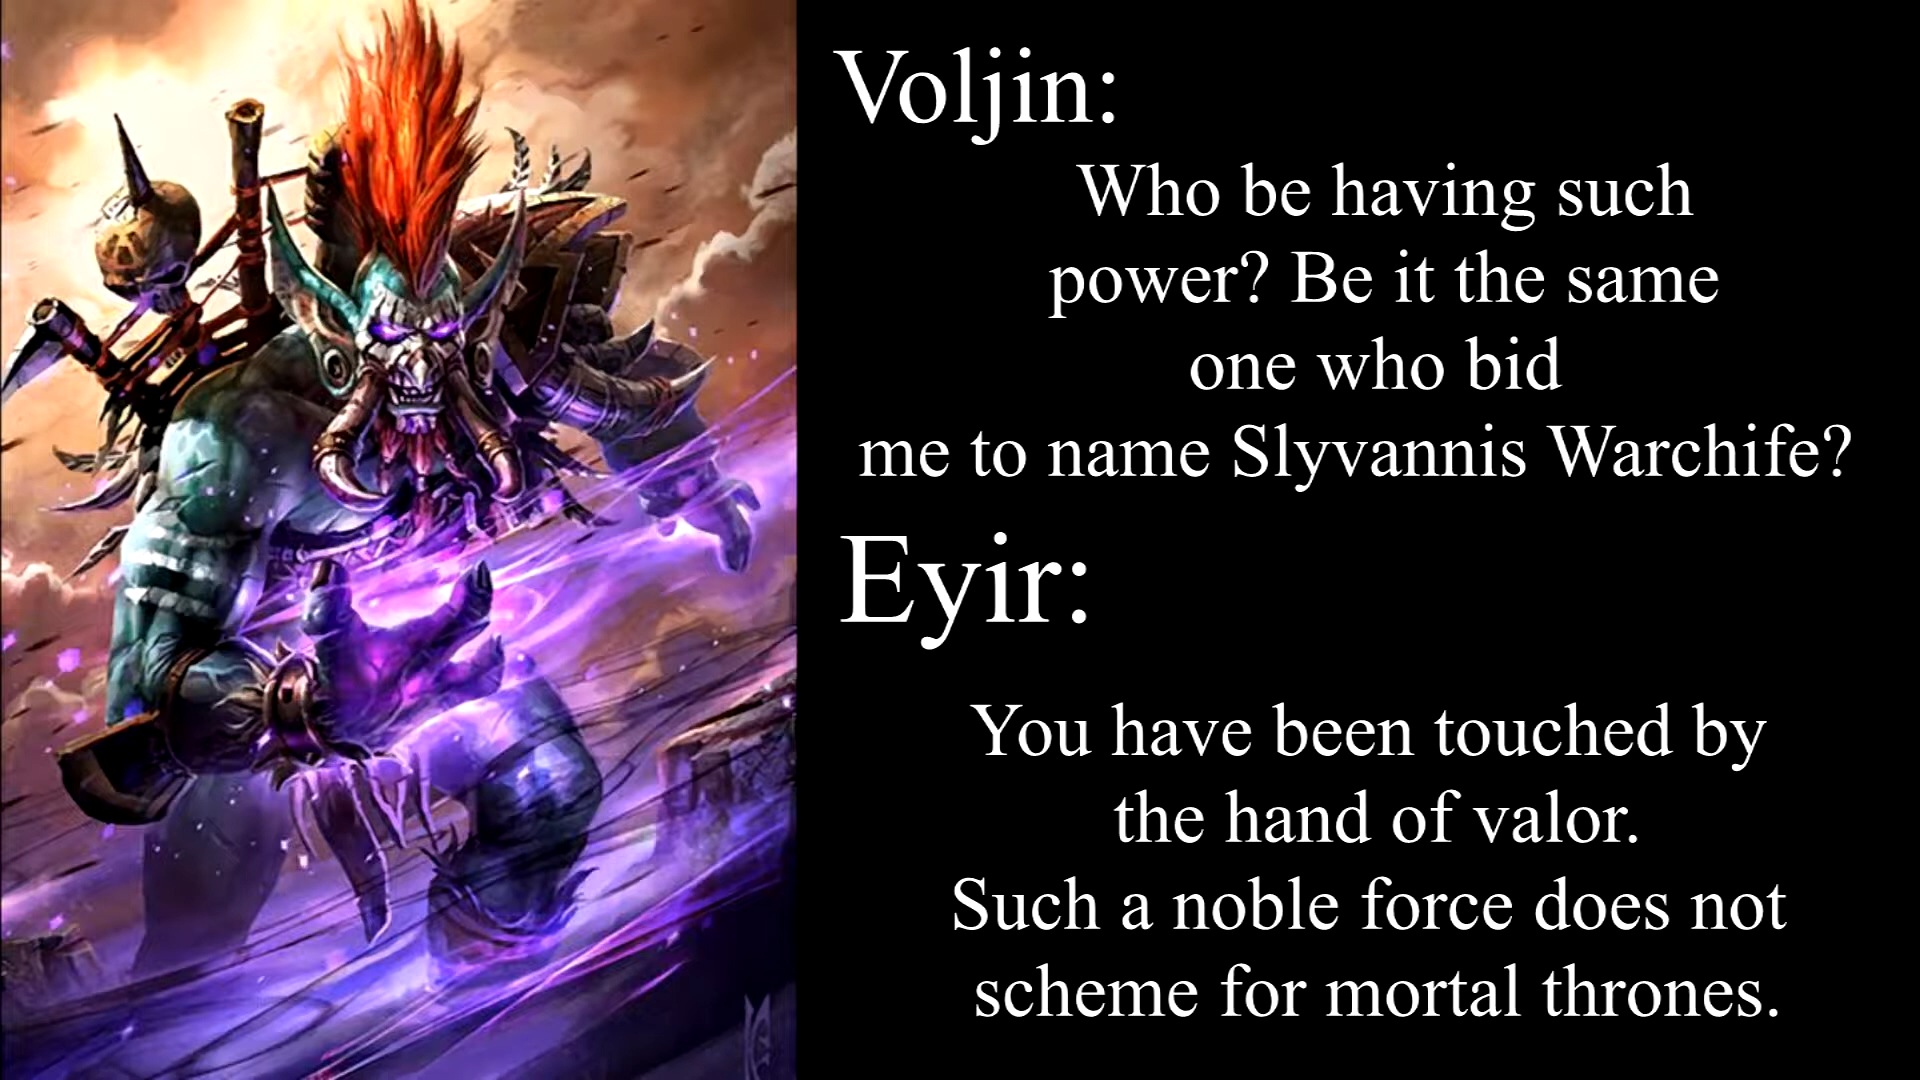 Voljin:
Who be having such
power? Be it the same
one who bid
me to name Slyvannis Warchife?
Eyir:
You have been touched by
the hand of valor.
Such a noble force does not
scheme for mortal thrones.